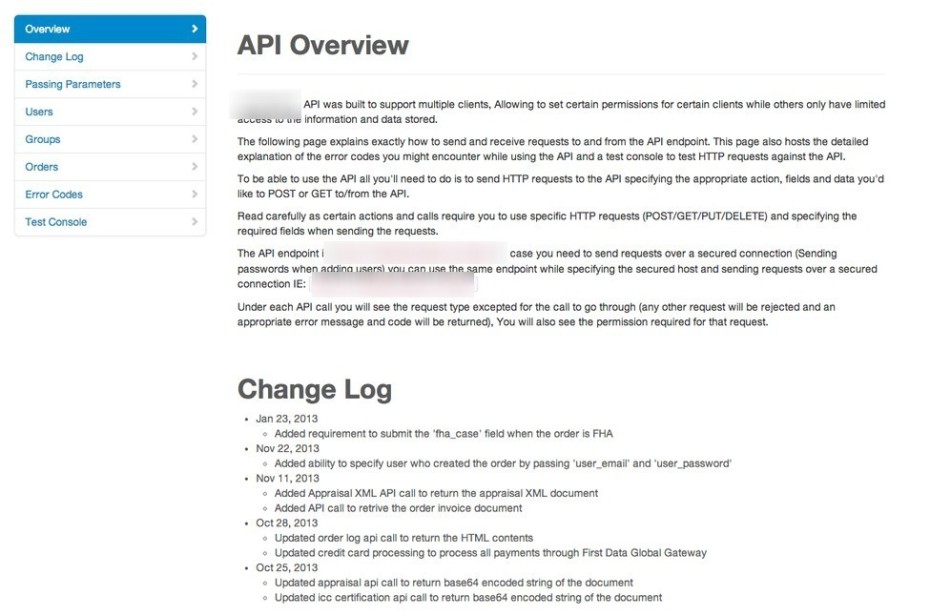 Overview
Change Log
Passing Parameters
Users
Groups
Orders
Error Codes
Test Console
API Overview
API was built to support multiple clients, Allowing to set certain permissions for certain clients while others only have limited
access to the information and data stored.
The following page explains exactly how to send and receive requests to and from the API endpoint. This page also hosts the detailed
explanation of the error codes you might encounter while using the API and a test console to test HTTP requests against the API.
To be able to use the API all you'll need to do is to send HTTP requests to the API specifying the appropriate action, fields and data you'd
like to POST or GET to/from the API.
Read carefully as certain actions and calls require you to use specific HTTP requests (POST/GET/PUT/DELETE) and specifying the
required fields when sending the requests.
The API endpoint case you need to send requests over a secured connection (Sending
passwords when adding users) you can use the same endpoint while specifying the secured host and sending requests over a secured
connection IE:
Under each API call you will see the request type excepted for the call to go through (any other request will be rejected and an
appropriate error message and code will be returned), You will also see the permission required for that request.
Change Log
• Jan 23, 2013
◦ Added requirement to submit the 'fha_case' field when the order is FHA
• Nov 22, 2013
◦ Added ability to specify user who created the order by passing 'user_email' and 'user_password'
• Nov 11, 2013
◦ Added Appraisal XML API call to return the appraisal XML document
◦ Added API call to retrive the order invoice document
• Oct 28, 2013
◦ Updated order log api call to return the HTML contents
◦ Updated credit card processing to process all payments through First Data Global Gateway
• Oct 25, 2013
◦ Updated appraisal api call to return base64 encoded string of the document
◦ Updated icc certification api call to return base64 encoded string of the document